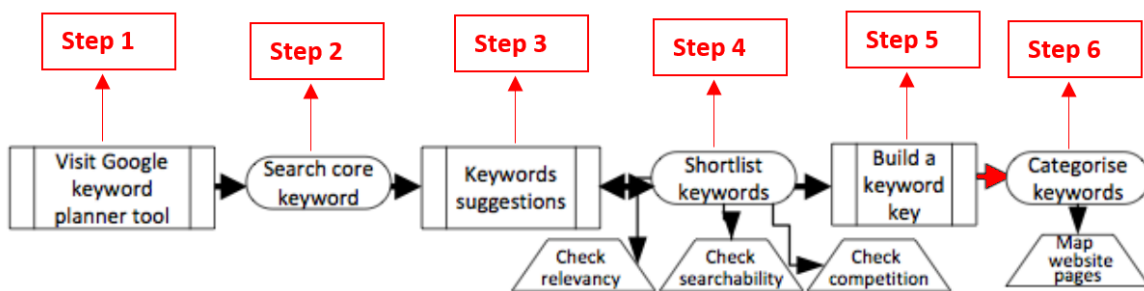 Step 1
Step 2
Step 3
Step 4
Step 5
Step 6
Visit Google
keyword
planner tool
Search core
keyword
Keywords
suggestions
Shortlist
keywords
Build a
keyword
key
Categorise
keywords
Check
relevancy
Check
searchability
Check
competition
Map
website
pages